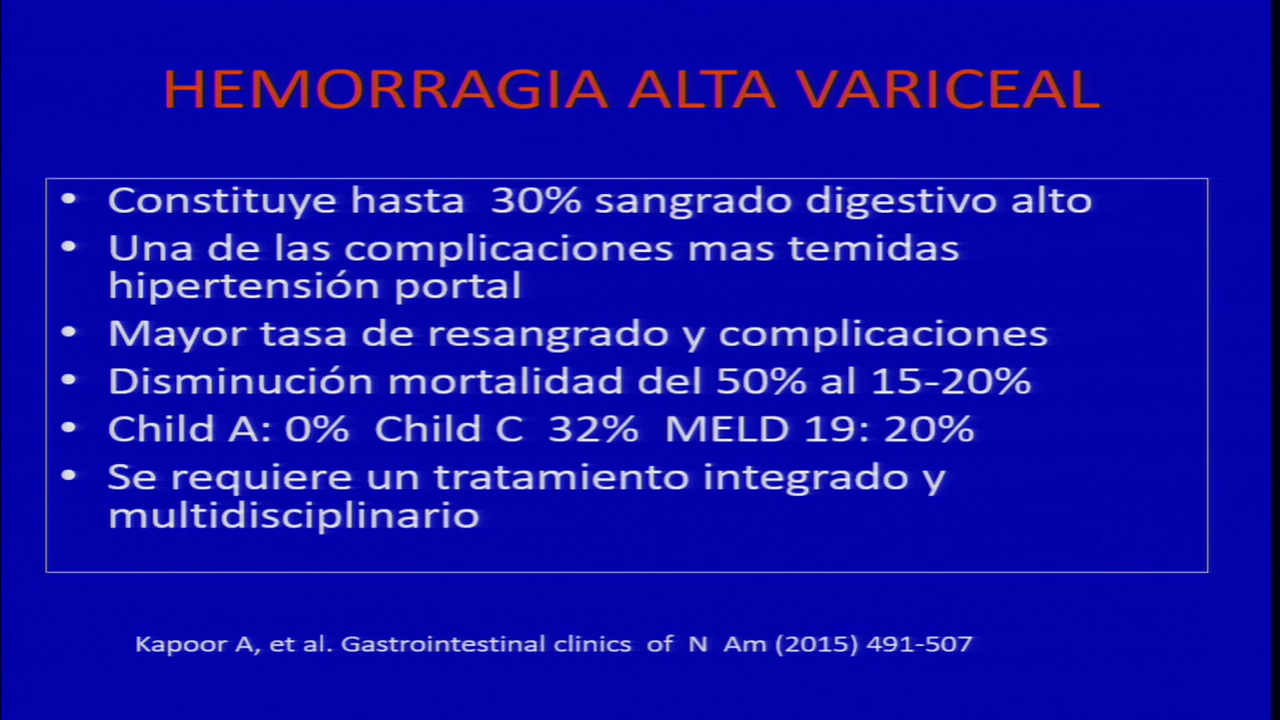 HEMORRAGIA ALTA VARICEAL
• Constituye hasta 30% sangrado digestivo alto
• Una de las complicaciones mas temidas
hipertensión portal
• Mayor tasa de resangrado y complicaciones
• Disminución mortalidad del 50% al 15-20%
• Child A: 0% Child C 32% MELD 19: 20%
• Se requiere un tratamiento integrado y
multidisciplinario
Kapoor A, et al. Gastrointestinal clinics of N Am (2015) 491-507